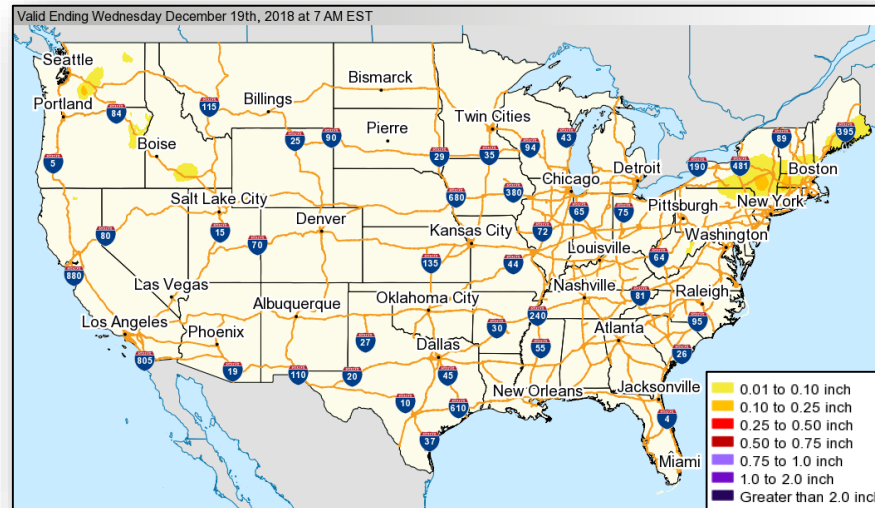 Valid Ending Wednesday December 19th, 2018 at 7 AM EST
Seattle
Portland
84
115
Billings
Bismarck
Twin Cities
43
89
395
5
Boise
25
90
Pierre
29
35
94
190
481
Boston
Chicago
Detroit
Salt Lake City
680
380
65
75
Pittsburgh
New York
80
15
70
Denver
Kansas City
72
Louisville
64
Washington
880
135
44
Las Vegas
Albuquerque
Oklahoma City
Nashville
81
Raleigh
Los Angeles
Phoenix
27
30
240
Atlanta
95
805
19
110
20
Dallas
45
55
26
10
610
New Orleans
Jacksonville
37
4
Miami
0.01 to 0.10 inch
0.10 to 0.25 inch
0.25 to 0.50 inch
0.50 to 0.75 inch
0.75 to 1.0 inch
1.0 to 2.0 inch
Greater than 2.0 inch